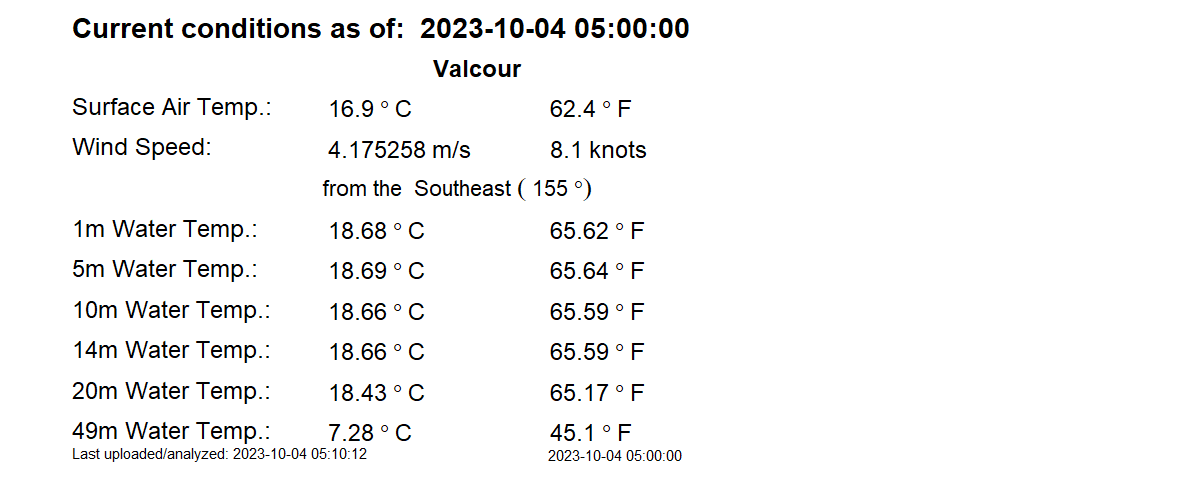 Current conditions as of:  2023-10-04 05:00:00
Valcour
Surface Air Temp.: 16.9 ° C 62.4 ° F
Wind Speed: 4.175258 m/s 8.1 knots
from the  Southeast ( 155 °)
1m Water Temp.: 18.68 ° C 65.62 ° F
5m Water Temp.: 18.69 ° C 65.64 ° F
10m Water Temp.: 18.66 ° C 65.59 ° F
14m Water Temp.: 18.66 ° C 65.59 ° F
20m Water Temp.: 18.43 ° C 65.17 ° F
49m Water Temp.: 7.28 ° C 45.1 ° F
Last uploaded/analyzed: 2023-10-04 05:10:12 2023-10-04 05:00:00